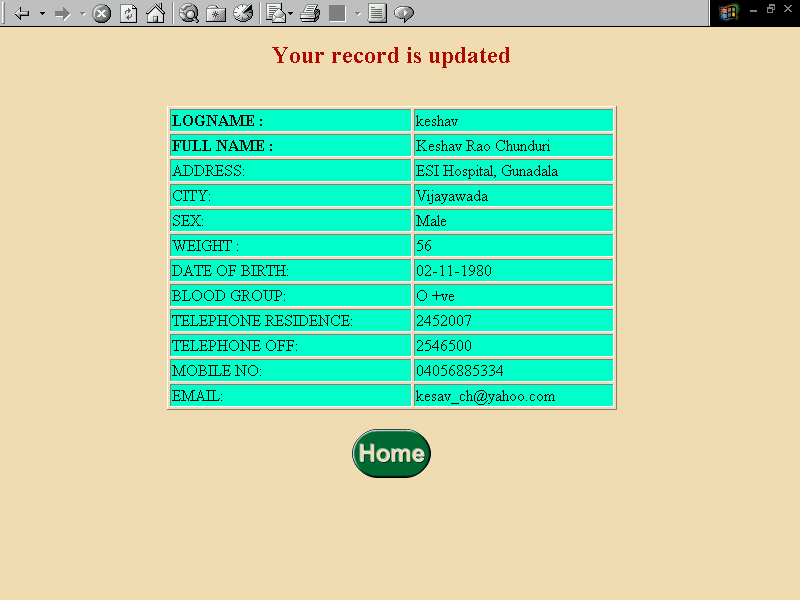 Your record is updated
LOGNAME : keshav
FULL NAME : Keshav Rao Chunduri
ADDRESS: ESI Hospital, Gunadala
CITY: Vijayawada
SEX: Male
WEIGHT : 56
DATE OF BIRTH: 02-11-1980
BLOOD GROUP: O +ve
TELEPHONE RESIDENCE: 2452007
TELEPHONE OFF: 2546500
MOBILE NO: 04056885334
EMAIL: kesav_ch@yahoo.com
Home